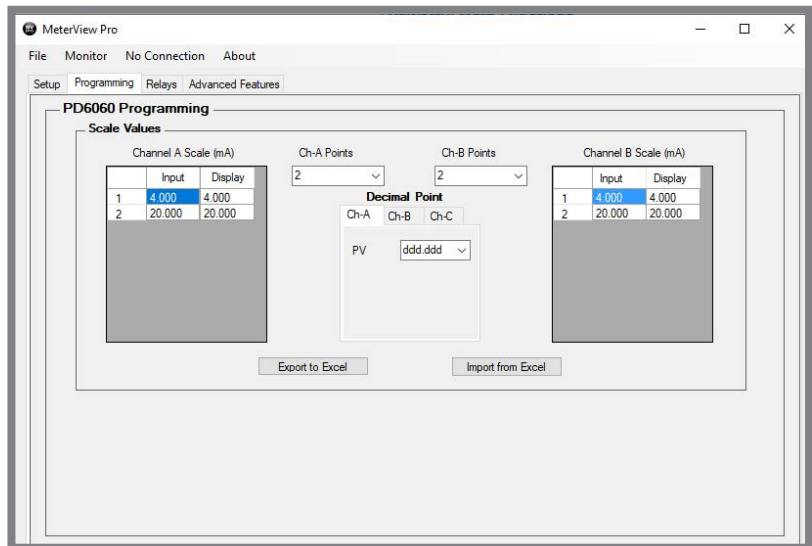 MeterView Pro
File Monitor No Connection About
Setup Programming Relays Advanced Features
PD6060 Programming
Scale Values
Channel A Scale (mA)
Input Display
1 4.000 4.000
2 20.000 20.000
Ch-A Points
2
Ch-B Points
2
Decimal Point
Ch-A Ch-B Ch-C
PV ddd.ddd
Channel B Scale (mA)
Input Display
1 4.000 4.000
2 20.000 20.000
Export to Excel Import from Excel